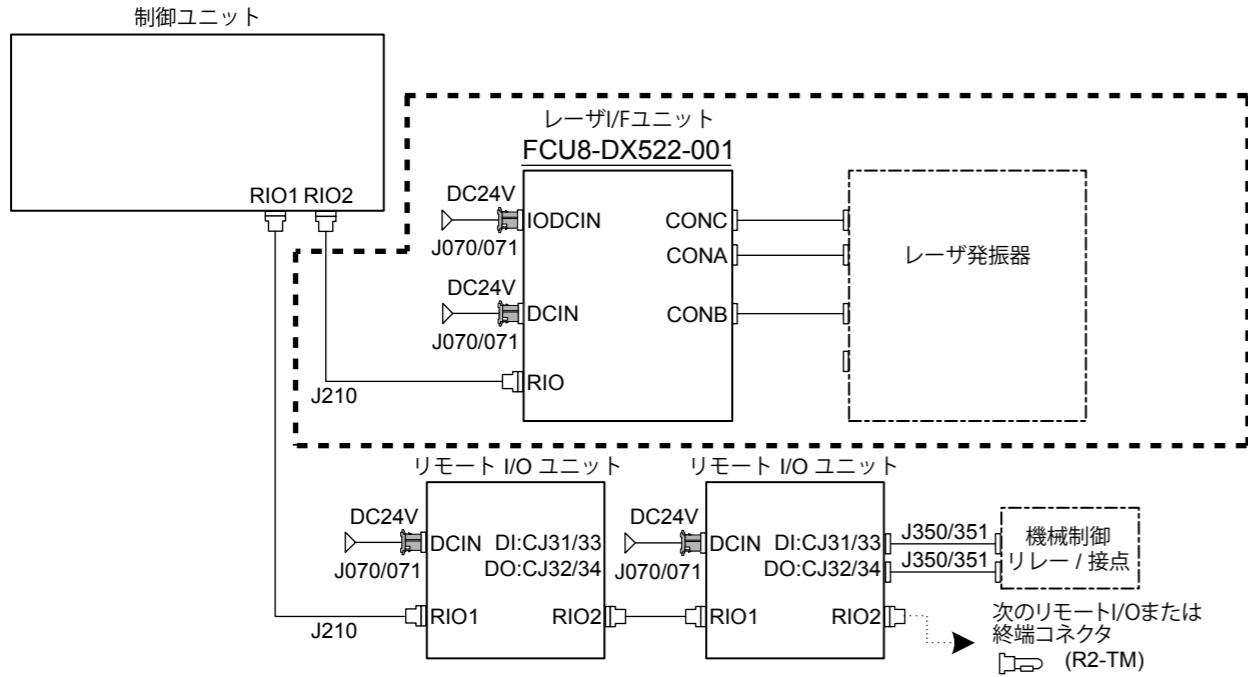 制御ユニット
RIO1 RIO2
レーザI/Fユニット
FCU8-DX522-001
DC24V
J070/071
IODCIN
DC24V
J070/071
DCIN
RIO
CONC
CONA
CONB
レーザ発振器
J210
J210
リモート I/O ユニット
DC24V
J070/071
DCIN
DI:CJ31/33
DO:CJ32/34
RIO1
RIO2
リモート I/O ユニット
DC24V
J070/071
DCIN
DI:CJ31/33
DO:CJ32/34
RIO1
RIO2
J350/351
J350/351
機械制御
リレー / 接点
次のリモートI/Oまたは
終端コネクタ
(R2-TM)